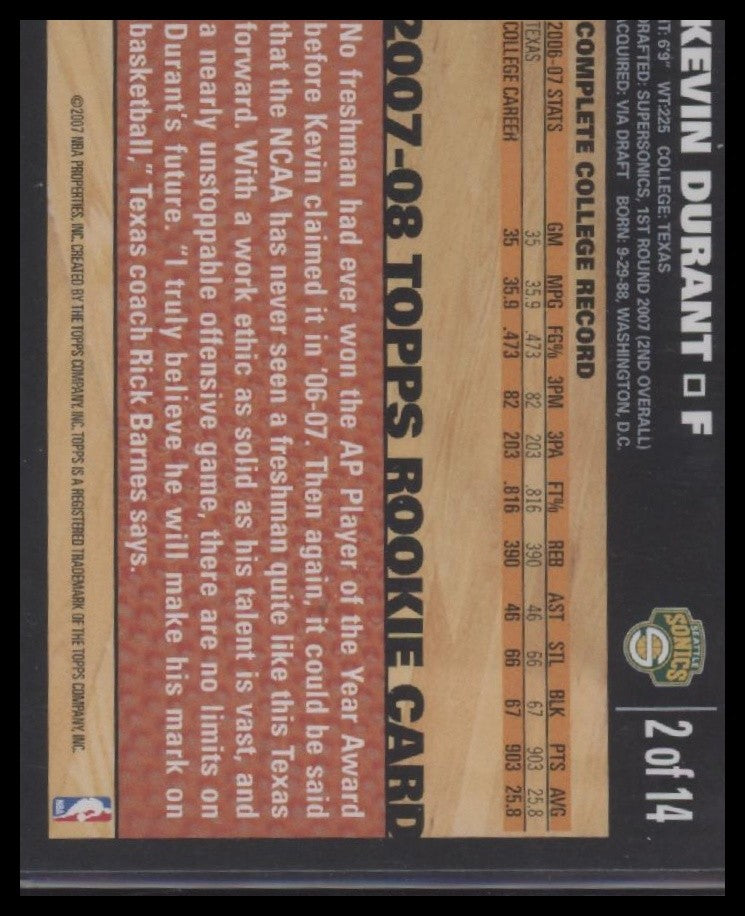 KEVIN DURANT □ F
HT: 6'9" WT:225 COLLEGE: TEXAS
DRAFTED: SUPERSONICS, 1ST ROUND 2007 (2ND OVERALL)
ACQUIRED: VIA DRAFT BORN: 9-29-88, WASHINGTON, D.C.
SEATTLE
SONICS
2 of 14
COMPLETE COLLEGE RECORD
2006-07 STATS GM MPG FG% 3PM 3PA FT% REB AST STL BLK PTS AVG
TEXAS 35 35.9 .473 82 203 .816 390 46 66 67 903 25.8
COLLEGE CAREER 35 35.9 .473 82 203 .816 390 46 66 67 903 25.8
2007-08 TOPPS ROOKIE CARD
No freshman had ever won the AP Player of the Year Award
before Kevin claimed it in '06-07. Then again, it could be said
that the NCAA has never seen a freshman quite like this Texas
forward. With a work ethic as solid as his talent is vast, and
a nearly unstoppable offensive game, there are no limits on
Durant's future. "I truly believe he will make his mark on
basketball," Texas coach Rick Barnes says.
©2007 NBA PROPERTIES, INC. CREATED BY THE TOPPS COMPANY, INC. TOPPS IS A REGISTERED TRADEMARK OF THE TOPPS COMPANY, INC.
NBA